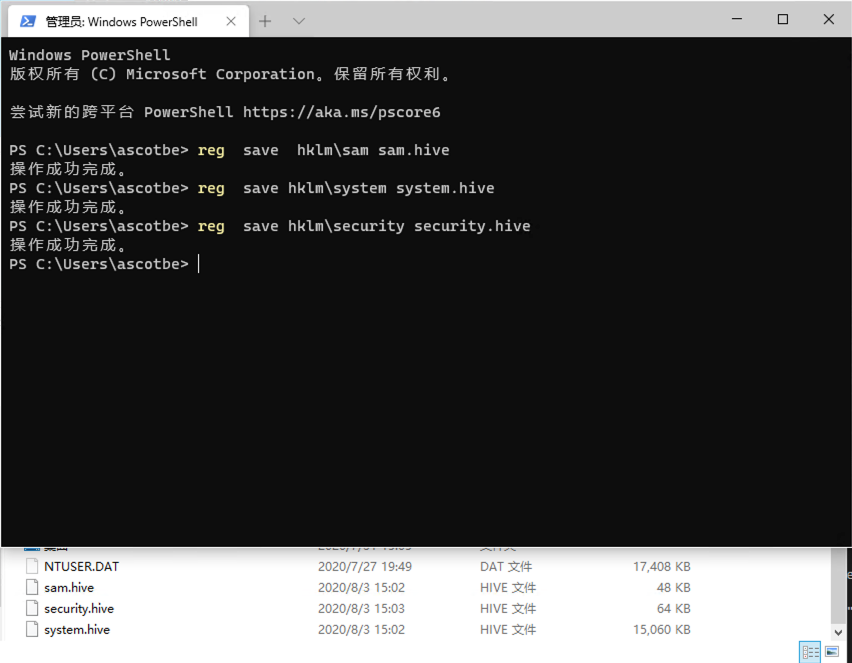 管理员: Windows PowerShell
Windows PowerShell
版权所有 (C) Microsoft Corporation。保留所有权利。
尝试新的跨平台 PowerShell https://aka.ms/pscore6
PS C:\Users\ascotbe> reg  save  hklm\sam sam.hive
操作成功完成。
PS C:\Users\ascotbe> reg  save hklm\system system.hive
操作成功完成。
PS C:\Users\ascotbe> reg  save hklm\security security.hive
操作成功完成。
PS C:\Users\ascotbe>
NTUSER.DAT 2020/7/27 19:49 DAT 文件 17,408 KB
sam.hive 2020/8/3 15:02 HIVE 文件 48 KB
security.hive 2020/8/3 15:03 HIVE 文件 64 KB
system.hive 2020/8/3 15:02 HIVE 文件 15,060 KB